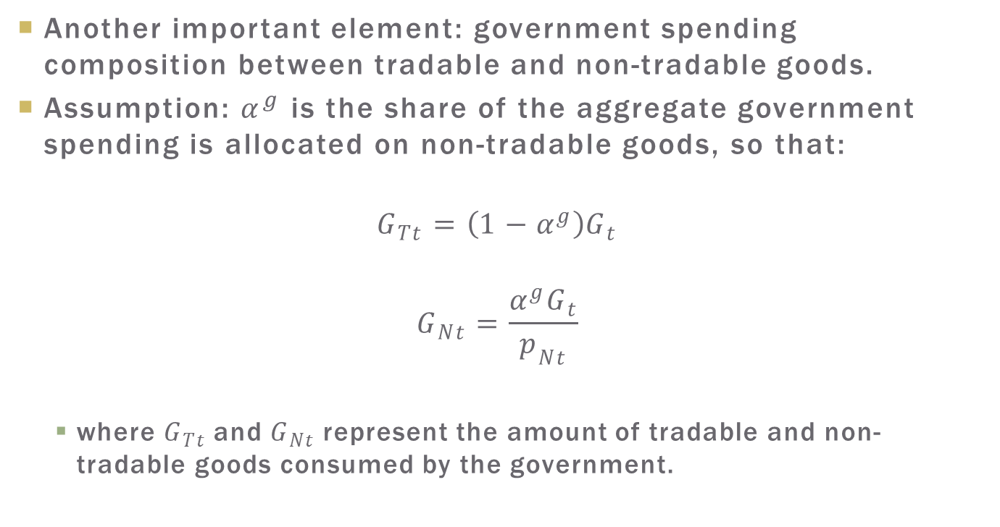 ▪ Another important element: government spending
composition between tradable and non-tradable goods.
▪ Assumption: α^g is the share of the aggregate government
spending is allocated on non-tradable goods, so that:
G_{Tt} = (1 − α^g)G_t
G_{Nt} = \frac{α^g G_t}{p_{Nt}}
▪ where G_{Tt} and G_{Nt} represent the amount of tradable and non-
tradable goods consumed by the government.